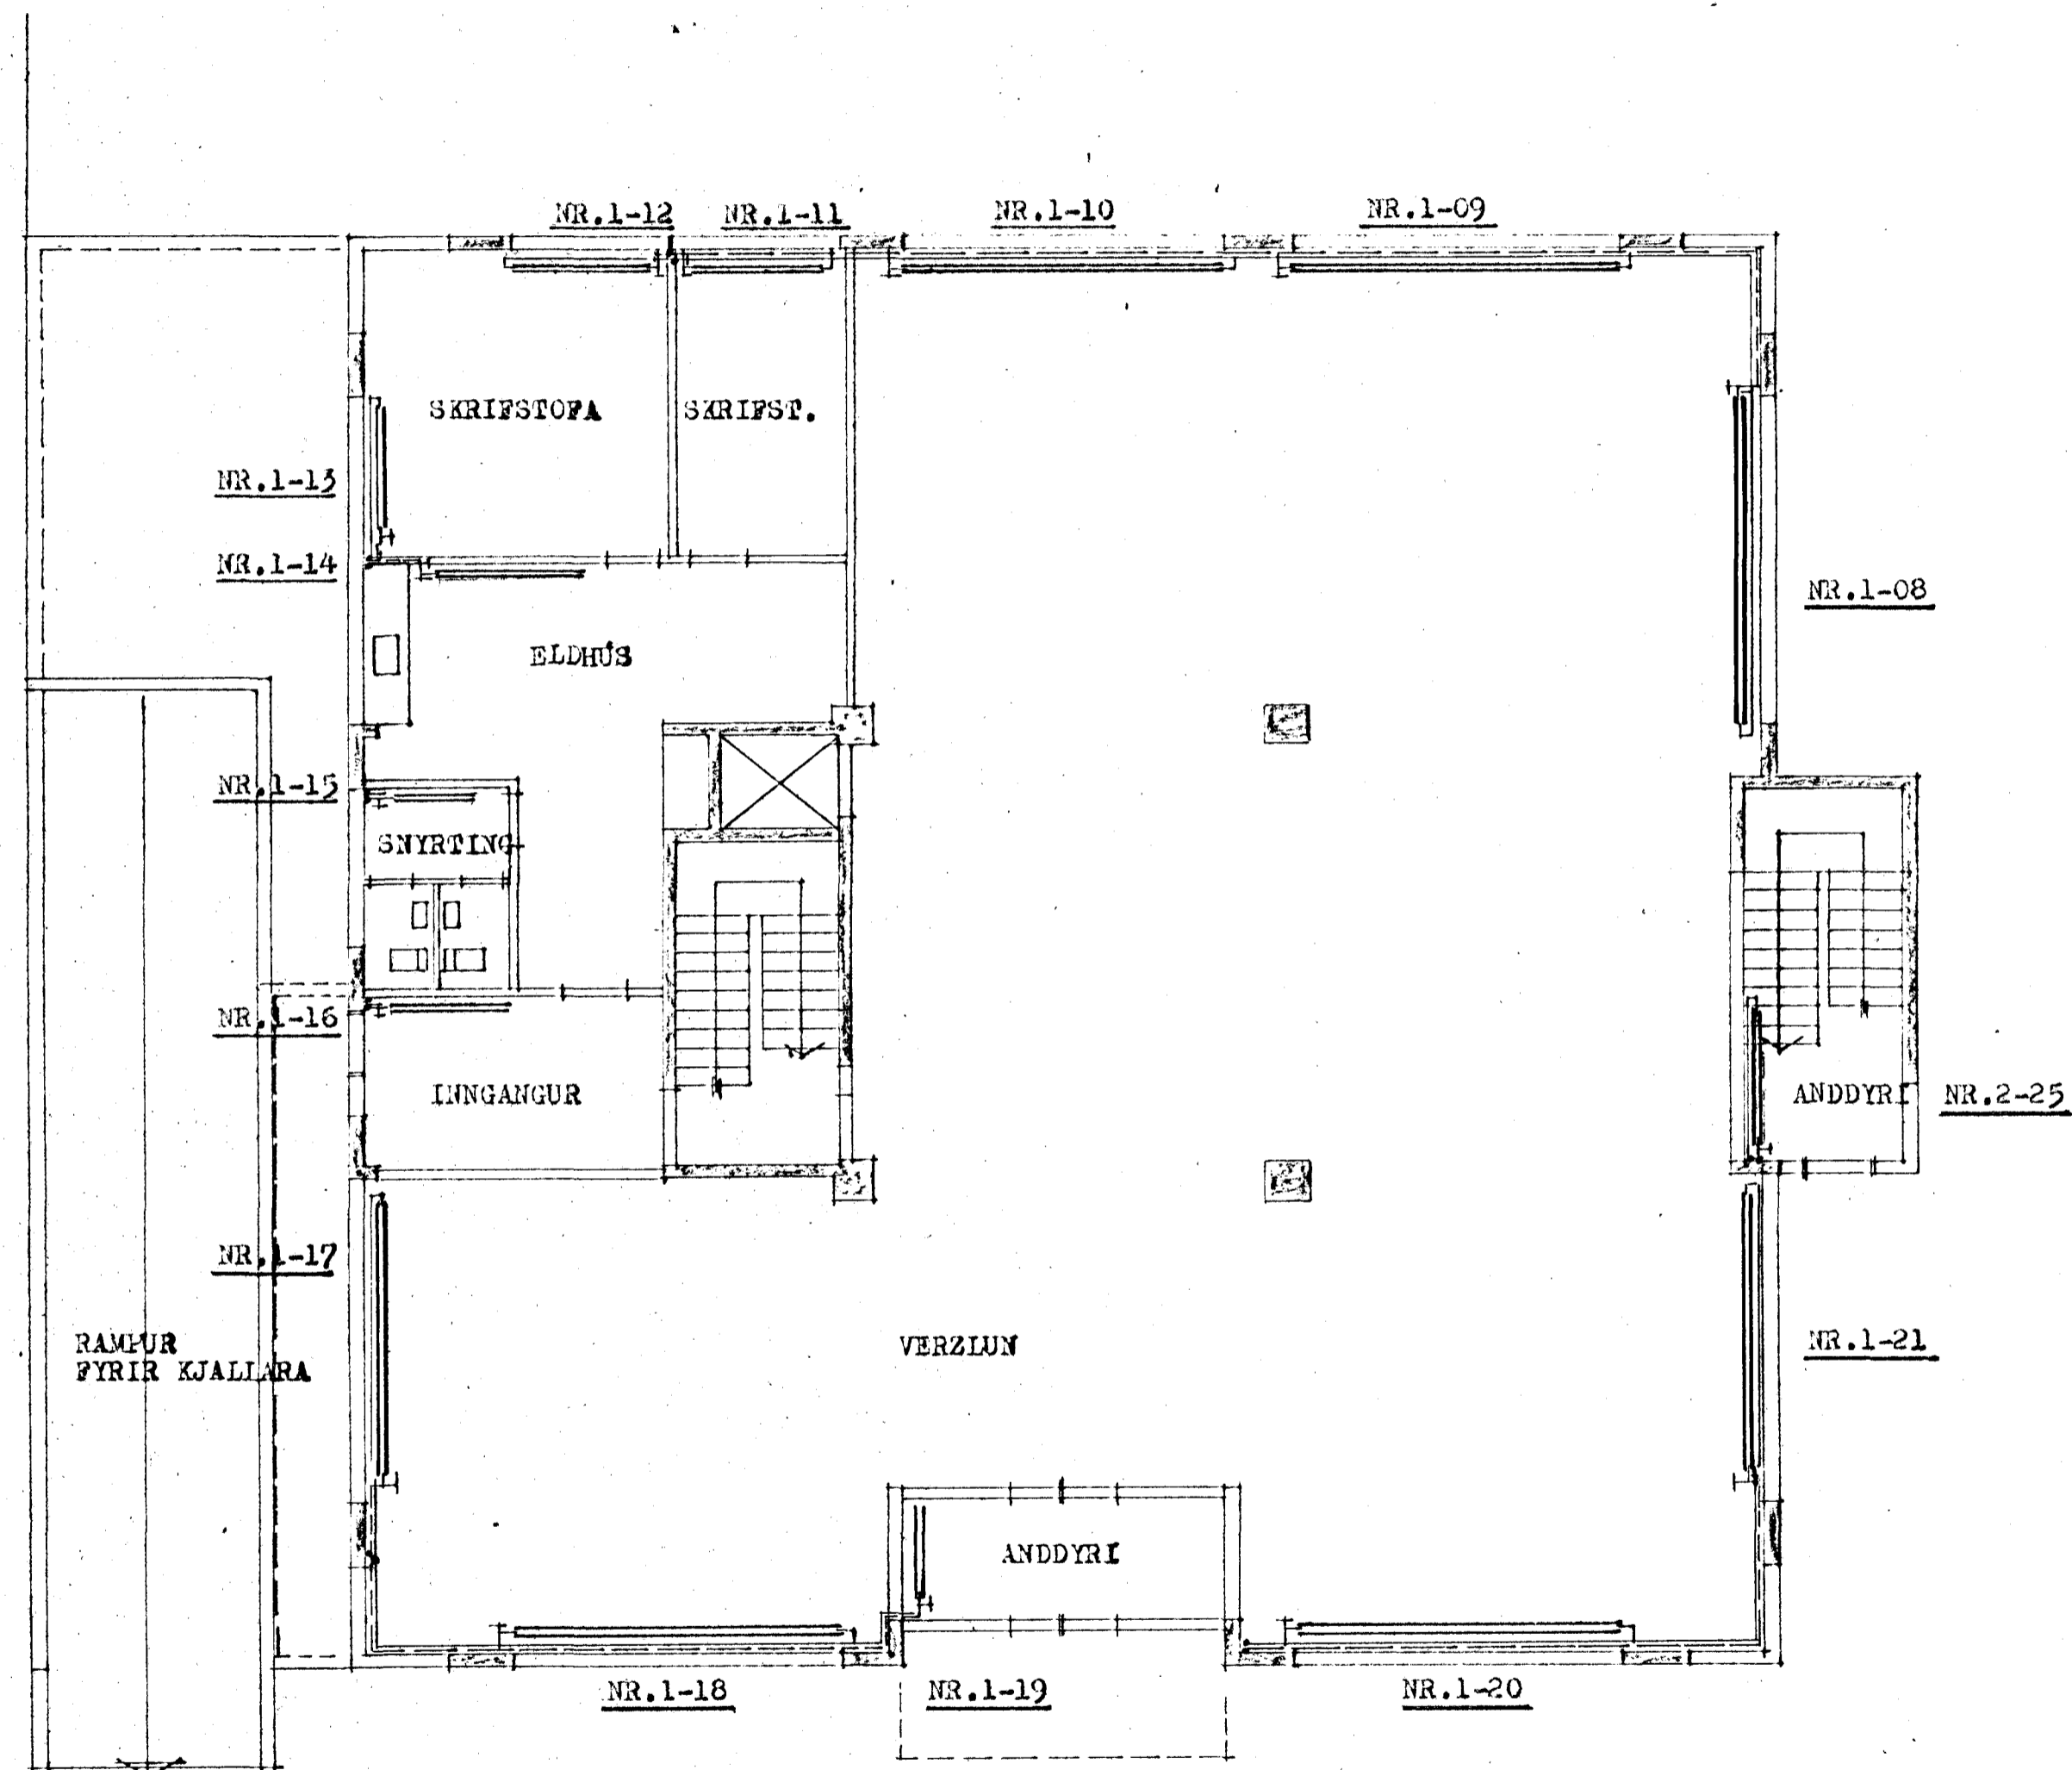 NR.1-12 NR.1-11 NR.1-10 NR.1-09
SKRIFSTOFA SKRIFST.
NR.1-13
NR.1-14
NR.1-08
ELDHÚS
NR.1-15
SNYRTING
NR.1-16
INNGANGUR
ANDDYRI NR.2-25
NR.1-17
RAMPUR
FYRIR KJALLARA
VERZLUN
NR.1-21
ANDDYRI
NR.1-18 NR.1-19 NR.1-20